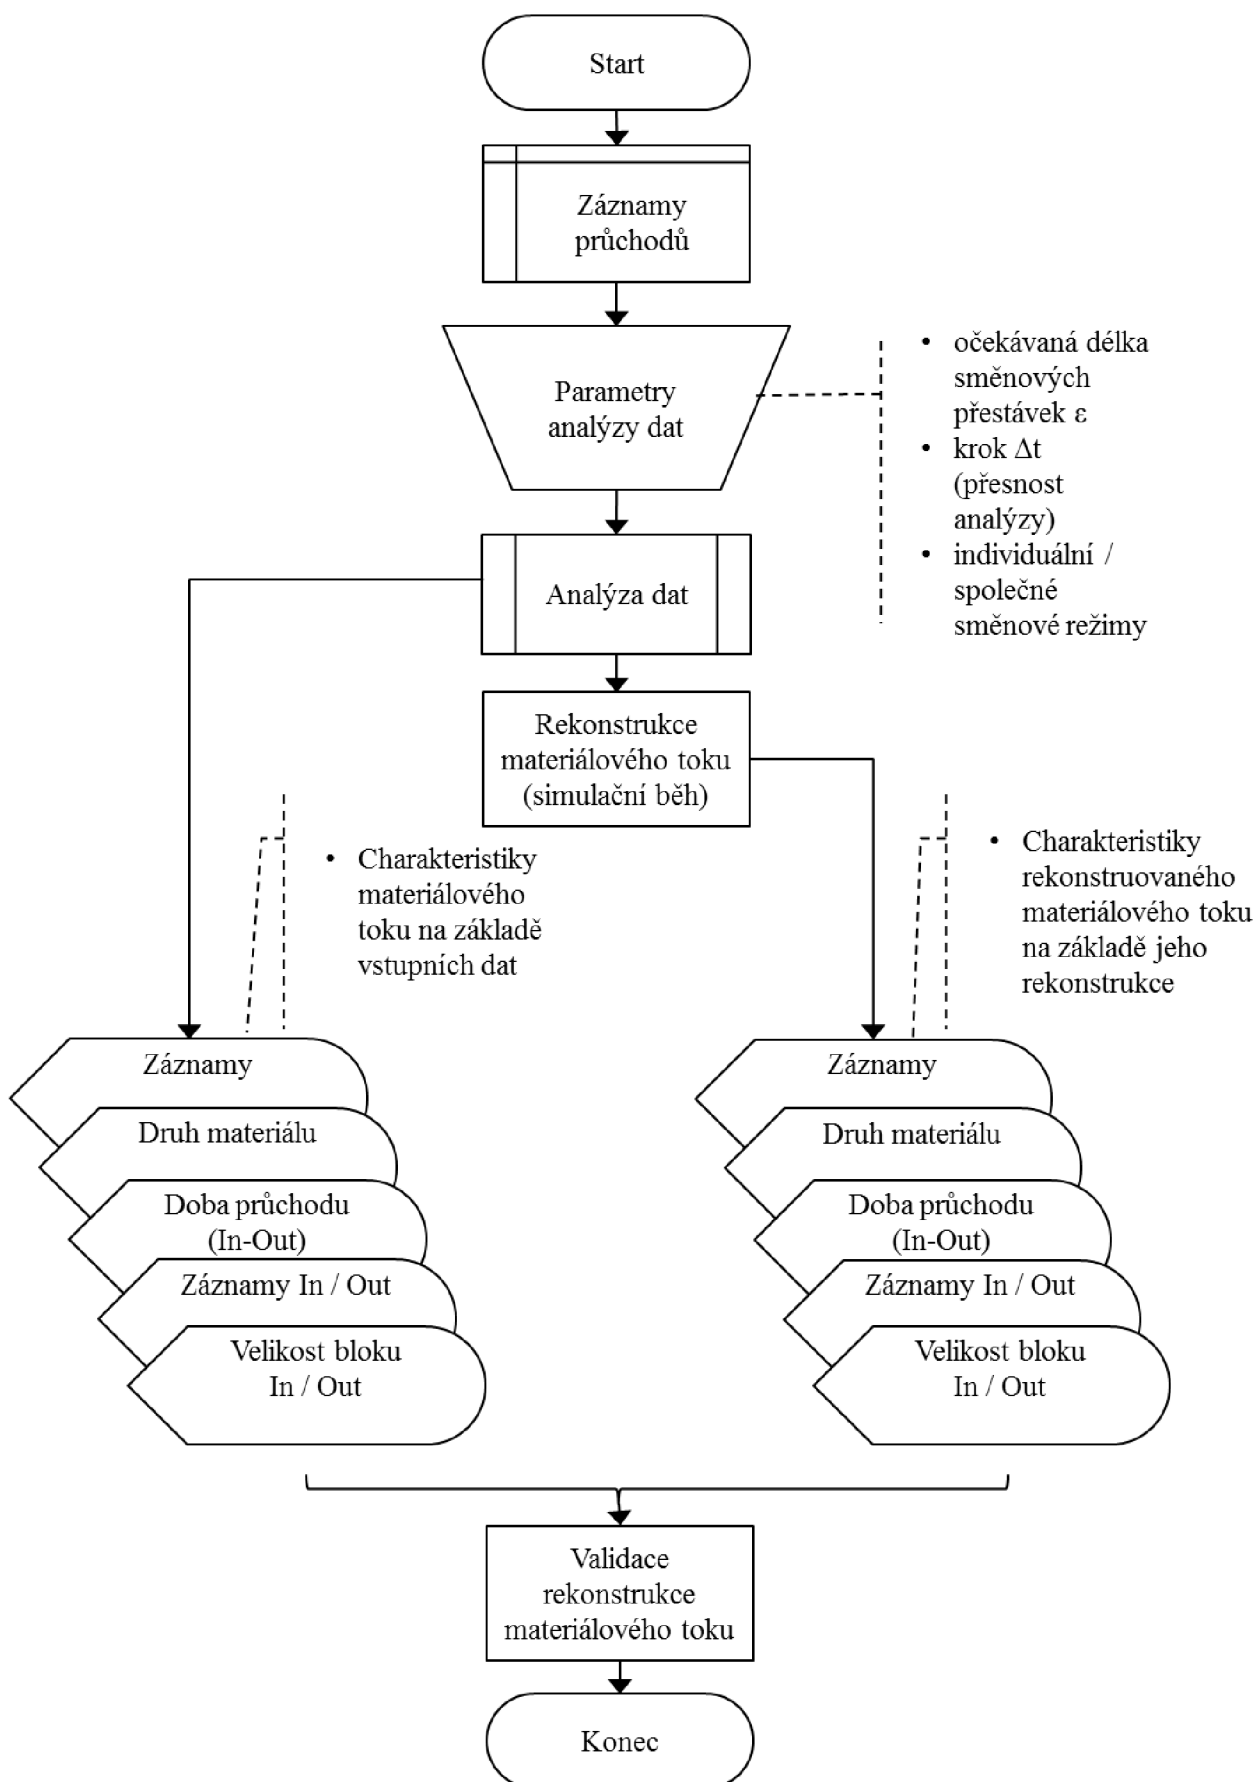 Start
Záznamy
průchodů
Parametry
analýzy dat
• očekávaná délka
směnových
přestávek ε
• krok Δt
(přesnost
analýzy)
• individuální /
společné
směnové režimy
Analýza dat
Rekonstrukce
materiálového toku
(simulační běh)
• Charakteristiky
materiálového
toku na základě
vstupních dat
• Charakteristiky
rekonstruovaného
materiálového toku
na základě jeho
rekonstrukce
Záznamy
Druh materiálu
Doba průchodu
(In-Out)
Záznamy In / Out
Velikost bloku
In / Out
Záznamy
Druh materiálu
Doba průchodu
(In-Out)
Záznamy In / Out
Velikost bloku
In / Out
Validace
rekonstrukce
materiálového toku
Konec